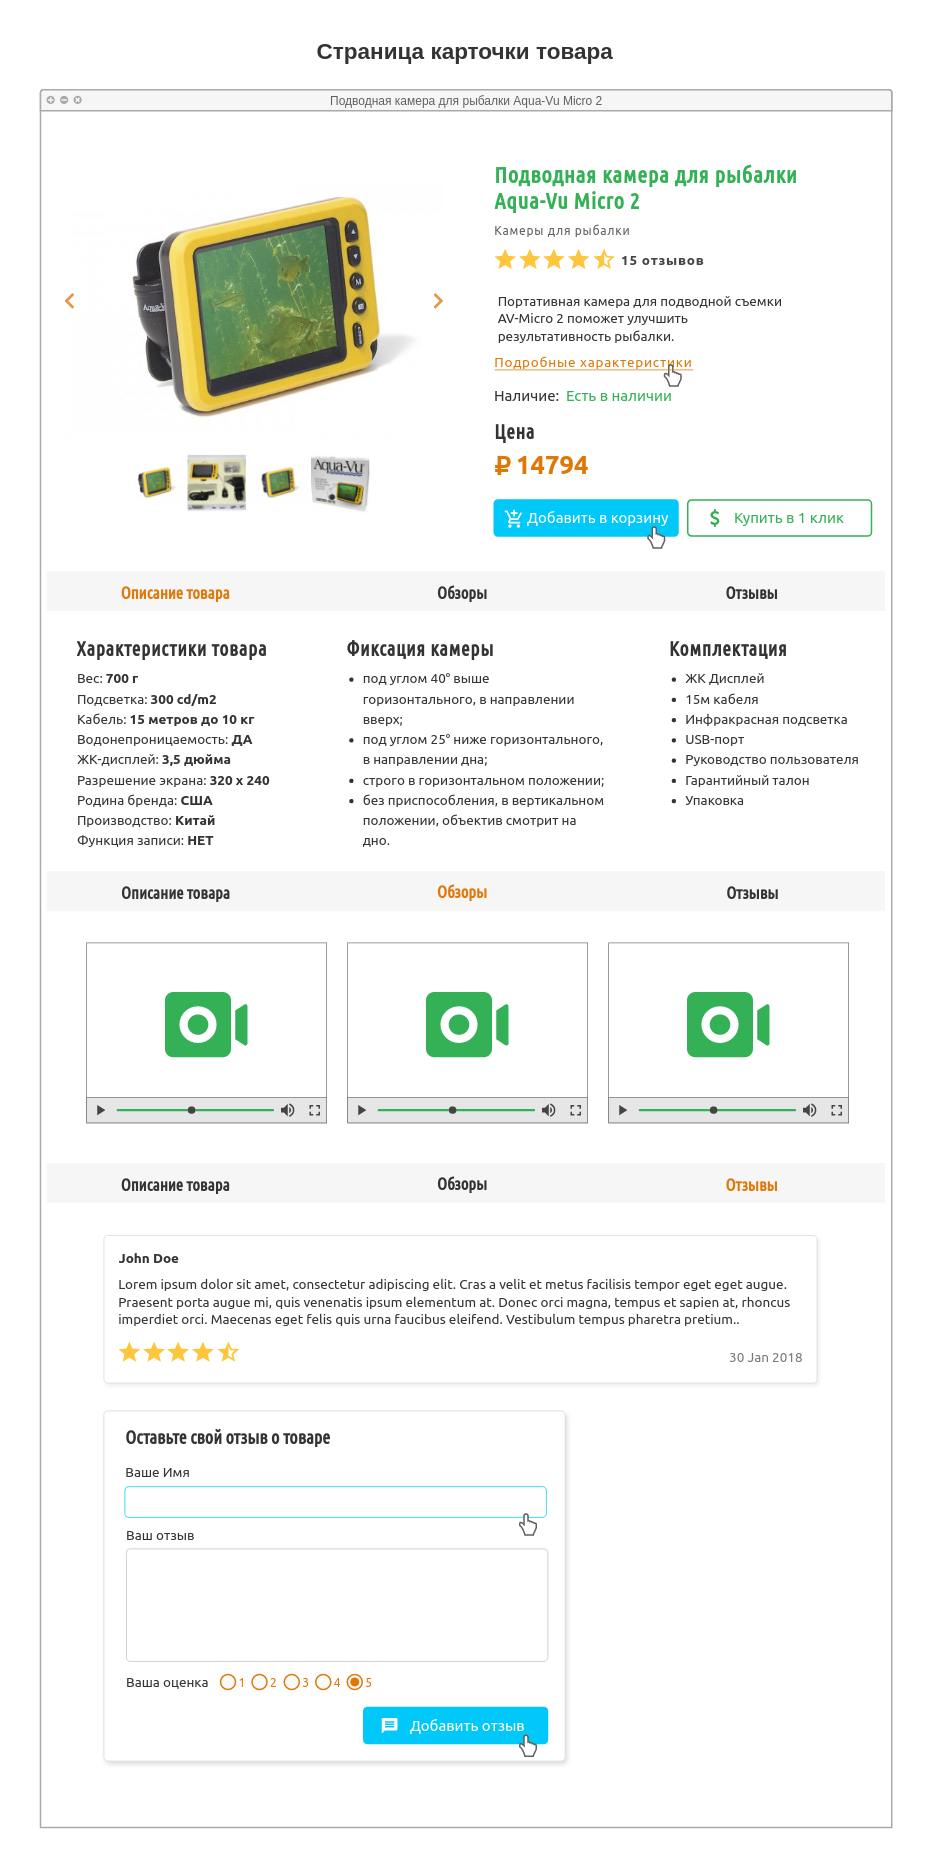 Страница карточки товара
Подводная камера для рыбалки Aqua-Vu Micro 2
Подводная камера для рыбалки
Aqua-Vu Micro 2
Камеры для рыбалки
15 отзывов
Портативная камера для подводной съемки
AV-Micro 2 поможет улучшить
результативность рыбалки.
Подробные характеристики
Наличие: Есть в наличии
Цена
₽ 14794
Aqua-Vu
Добавить в корзину
Купить в 1 клик
Описание товара Обзоры Отзывы
Характеристики товара
Вес: 700 г
Подсветка: 300 cd/m2
Кабель: 15 метров до 10 кг
Водонепроницаемость: ДА
ЖК-дисплей: 3,5 дюйма
Разрешение экрана: 320 x 240
Родина бренда: США
Производство: Китай
Функция записи: НЕТ
Фиксация камеры
• под углом 40° выше
горизонтального, в направлении
вверх;
• под углом 25° ниже горизонтального,
в направлении дна;
• строго в горизонтальном положении;
• без приспособления, в вертикальном
положении, объектив смотрит на
дно.
Комплектация
• ЖК Дисплей
• 15м кабеля
• Инфракрасная подсветка
• USB-порт
• Руководство пользователя
• Гарантийный талон
• Упаковка
Описание товара Обзоры Отзывы
Описание товара Обзоры Отзывы
John Doe
Lorem ipsum dolor sit amet, consectetur adipiscing elit. Cras a velit et metus facilisis tempor eget eget augue.
Praesent porta augue mi, quis venenatis ipsum elementum at. Donec orci magna, tempus et sapien at, rhoncus
imperdiet orci. Maecenas eget felis quis urna faucibus eleifend. Vestibulum tempus pharetra pretium..
30 Jan 2018
Оставьте свой отзыв о товаре
Ваше Имя
Ваш отзыв
Ваша оценка 1 2 3 4 5
Добавить отзыв